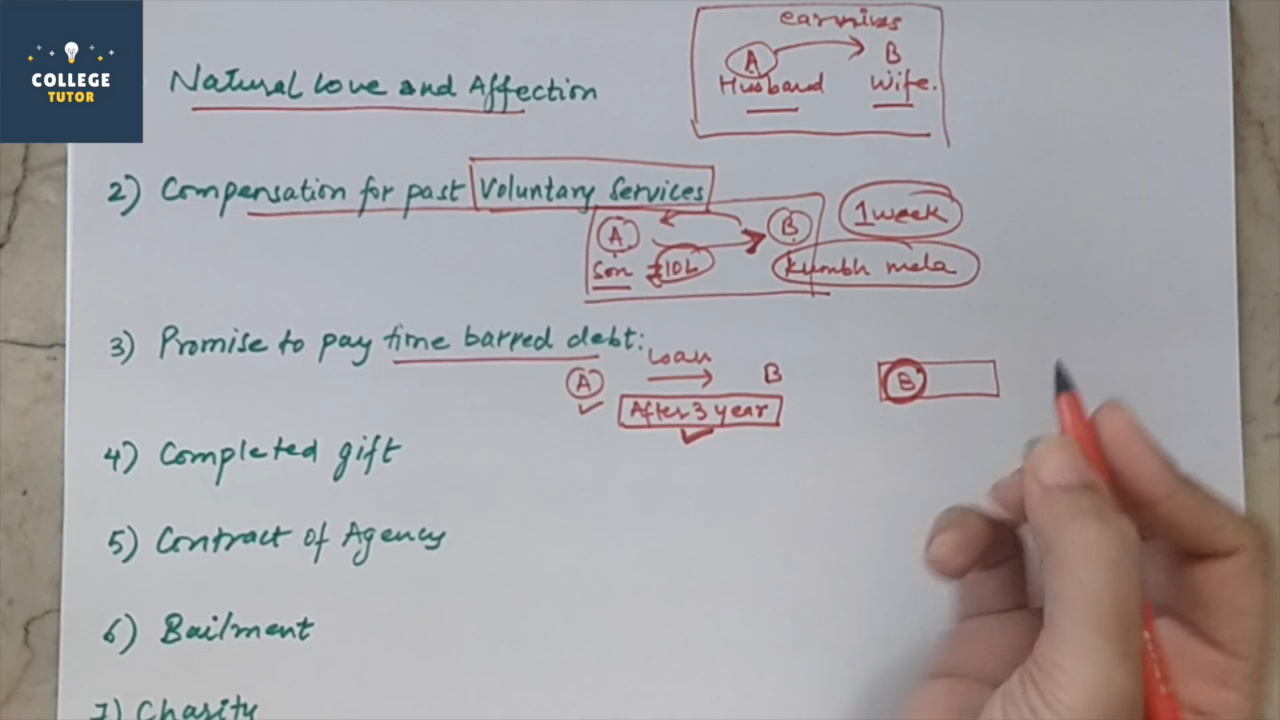 COLLEGE
TUTOR
earnings
A B
Husband Wife.
Natural Love and Affection
2) Compensation for past Voluntary Services
A B 1 week
Son ₹10L Kumbh mela
3) Promise to pay time barred debt:
Loan
A B B
After 3 year
4) Completed gift
5) Contract of Agency
6) Bailment
7) Charity